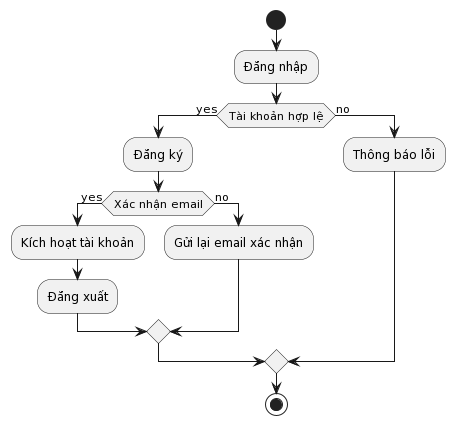 Đăng nhập
yes
Tài khoản hợp lệ
no
Đăng ký
Thông báo lỗi
yes
Xác nhận email
no
Kích hoạt tài khoản
Gửi lại email xác nhận
Đăng xuất